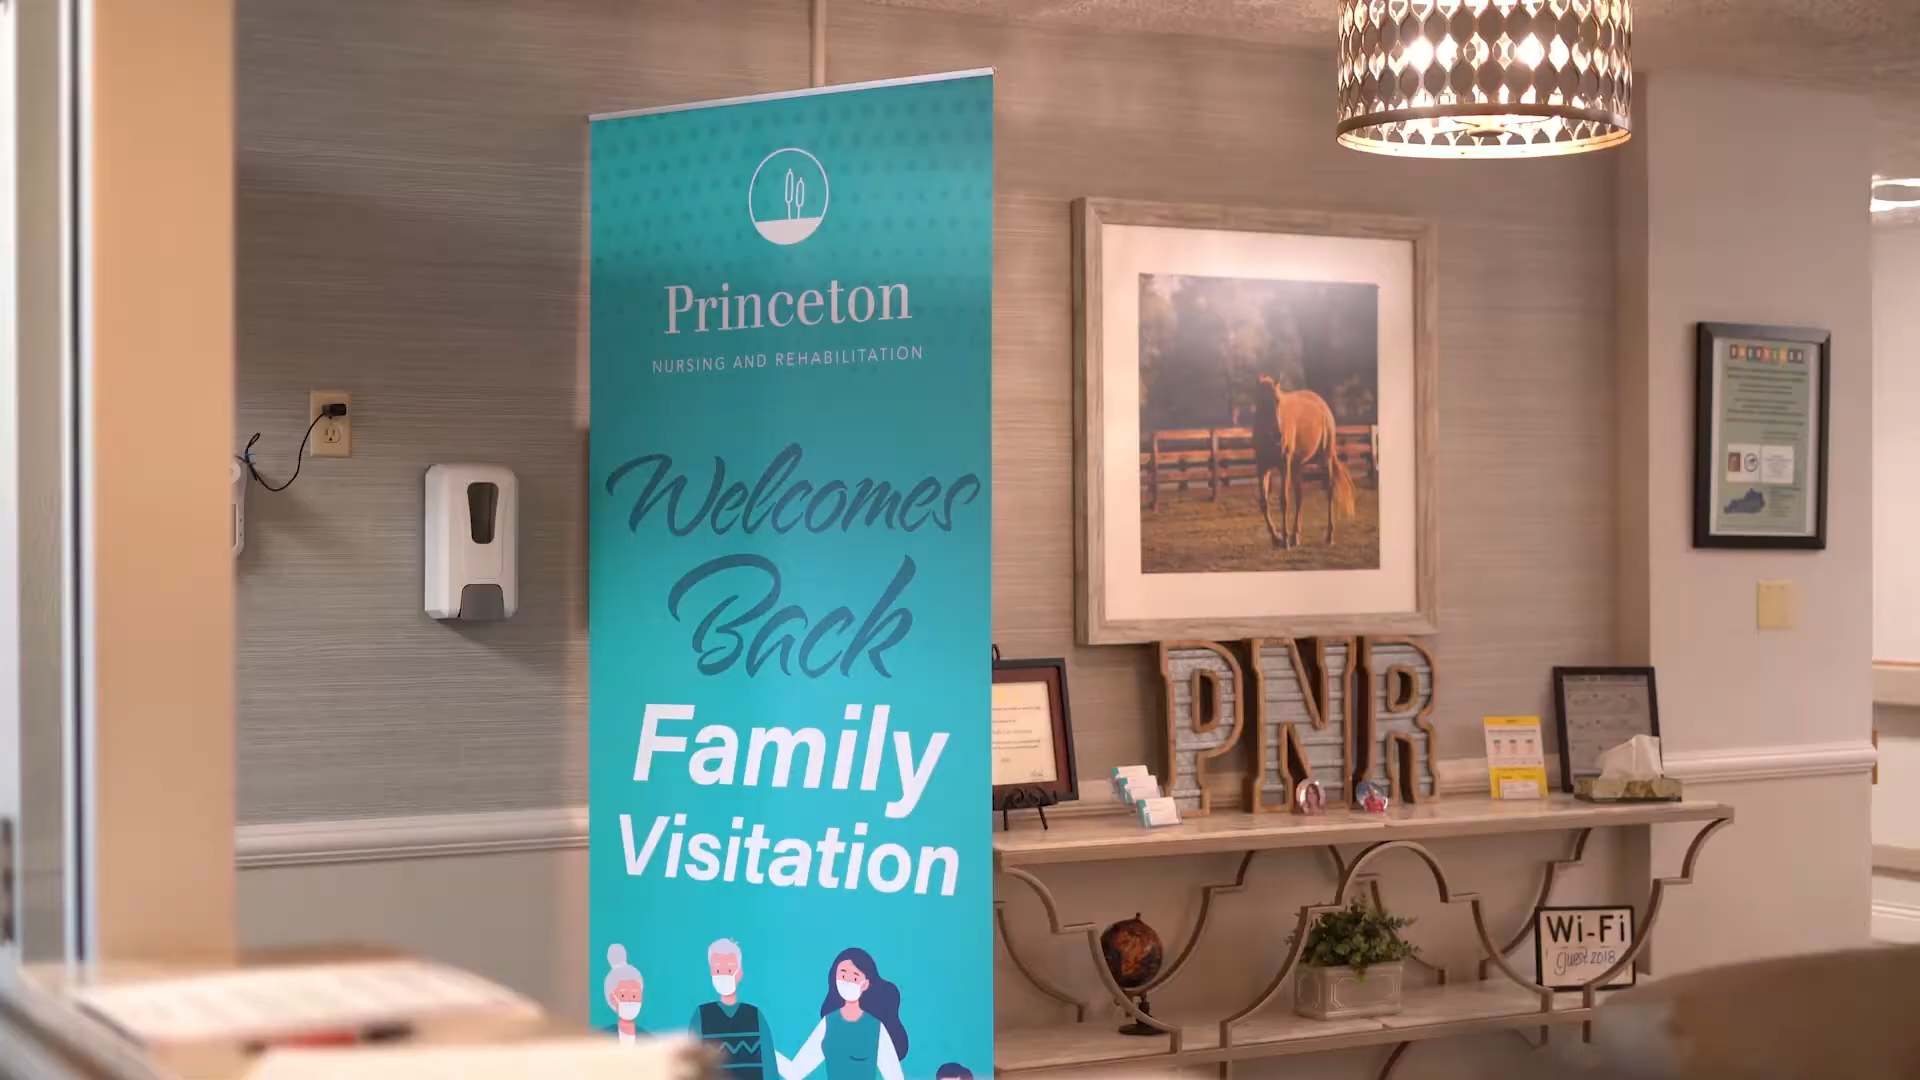 Princeton
NURSING AND REHABILITATION
Welcomes
Back
Family
Visitation
PNR
Wi-Fi
guest 2018